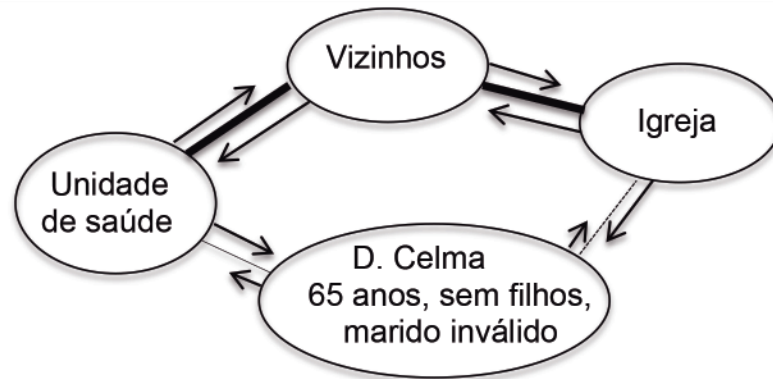 Vizinhos
Igreja
Unidade
de saúde
D. Celma
65 anos, sem filhos,
marido inválido